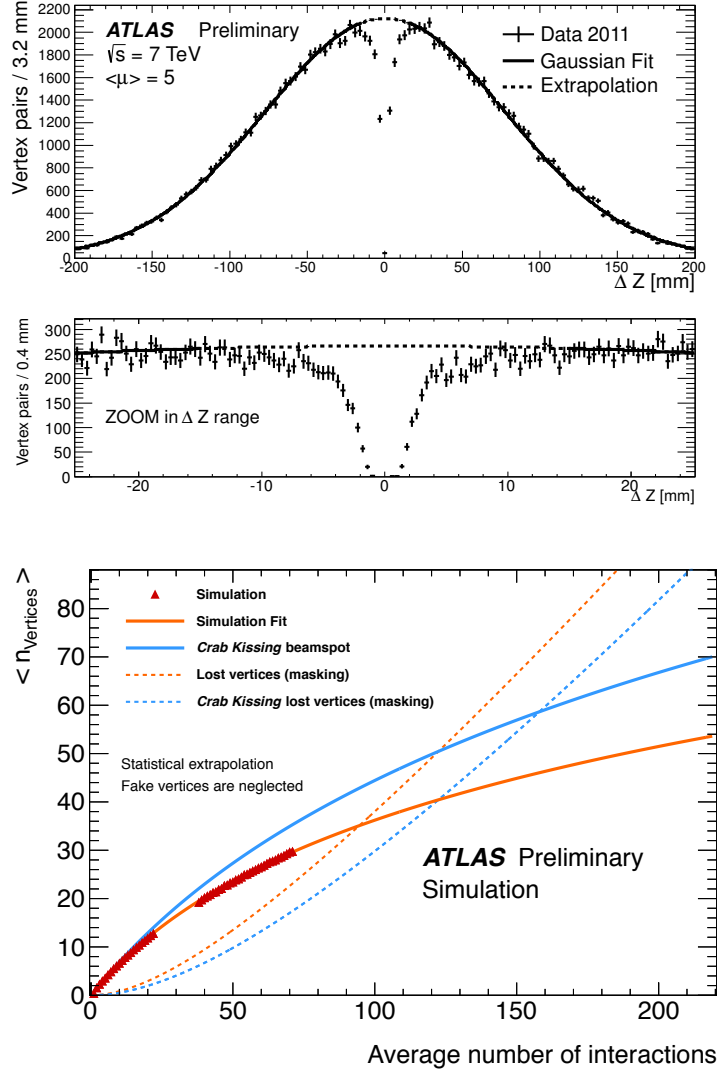 ATLAS Preliminary
√s = 7 TeV
<μ> = 5
Data 2011
Gaussian Fit
Extrapolation
Vertex pairs / 3.2 mm
2200
2000
1800
1600
1400
1200
1000
800
600
400
200
0
-200 -150 -100 -50 0 50 100 150 200
Δ Z [mm]
Vertex pairs / 0.4 mm
300
250
200
150
100
50
0
ZOOM in Δ Z range
-20 -10 0 10 20
Δ Z [mm]
< nVertices >
80
70
60
50
40
30
20
10
0
Simulation
Simulation Fit
Crab Kissing beamspot
Lost vertices (masking)
Crab Kissing lost vertices (masking)
Statistical extrapolation
Fake vertices are neglected
ATLAS Preliminary
Simulation
0 50 100 150 200
Average number of interactions